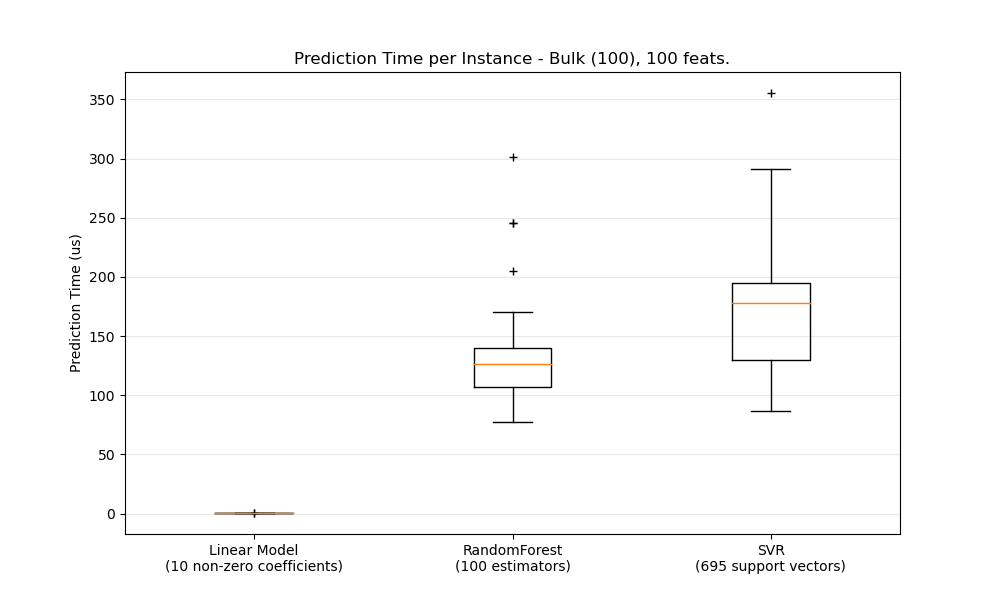 Prediction Time per Instance - Bulk (100), 100 feats.
Prediction Time (us)
350
300
250
200
150
100
50
0
Linear Model
(10 non-zero coefficients)
RandomForest
(100 estimators)
SVR
(695 support vectors)